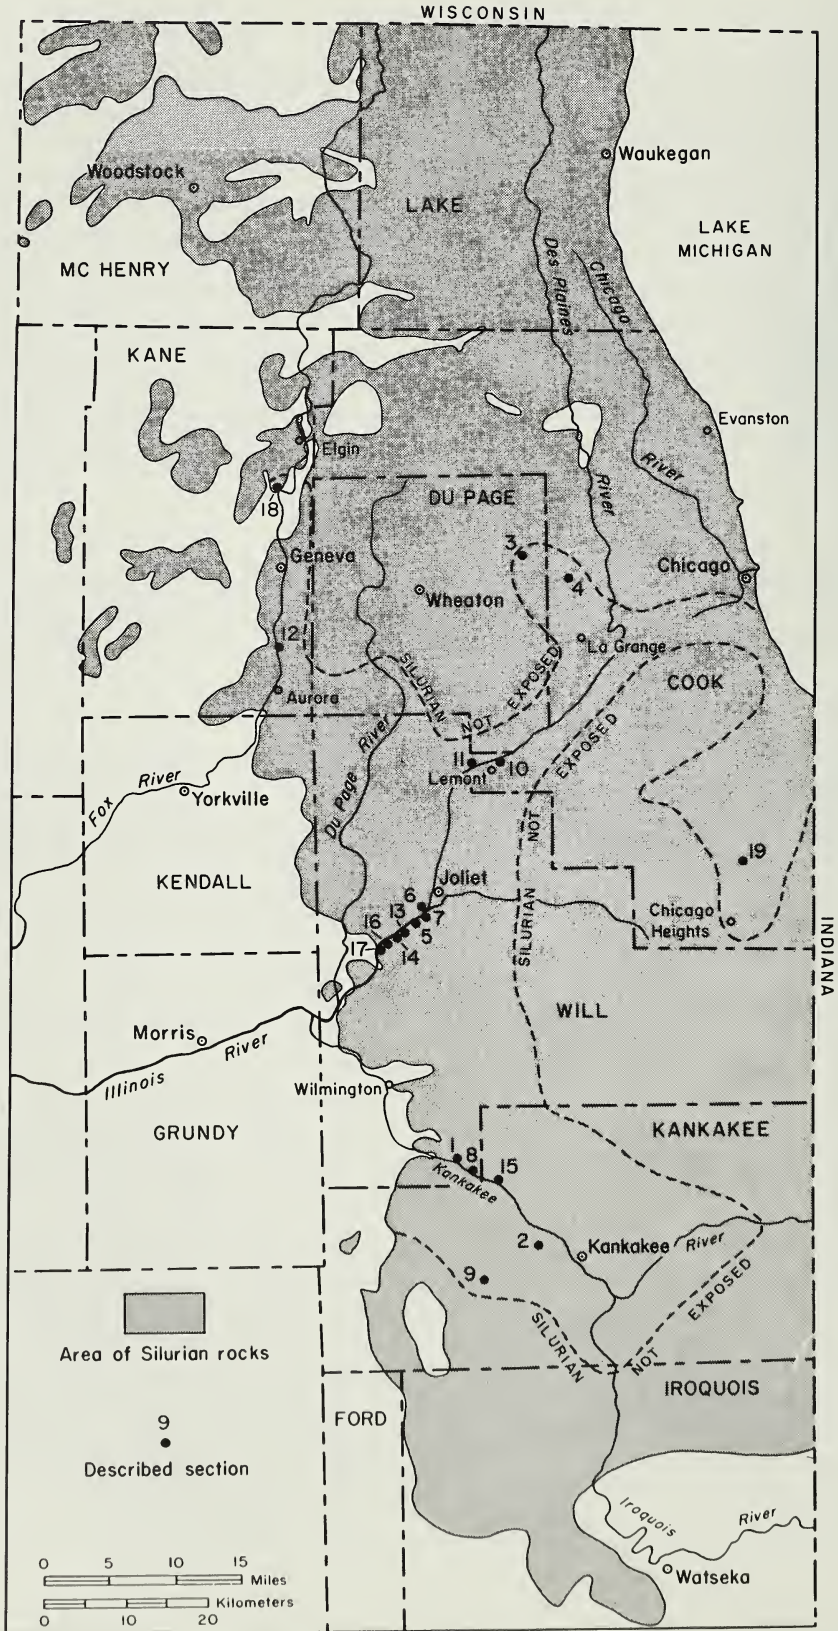 WISCONSIN
Woodstock
Waukegan
LAKE
LAKE
MICHIGAN
MC HENRY
Des Plaines
Chicago
KANE
Evanston
Elgin
River
River
18
DU PAGE
3
Geneva
4
Chicago
Wheaton
12
La Grange
SILURIAN
NOT
EXPOSED
COOK
Aurora
River
EXPOSED
11
10
Lemont
River
Fox
Yorkville
Du Page
NOT
19
KENDALL
Joliet
6
13
7
16
5
Chicago
Heights
17
14
SILURIAN
INDIANA
WILL
Morris
River
Illinois
Wilmington
GRUNDY
KANKAKEE
1
8
15
Kankakee
2
Kankakee
River
9
EXPOSED
SILURIAN
NOT
Area of Silurian rocks
IROQUOIS
9
FORD
Described section
Iroquois
River
0 5 10 15
Miles
Watseka
Kilometers
0 10 20